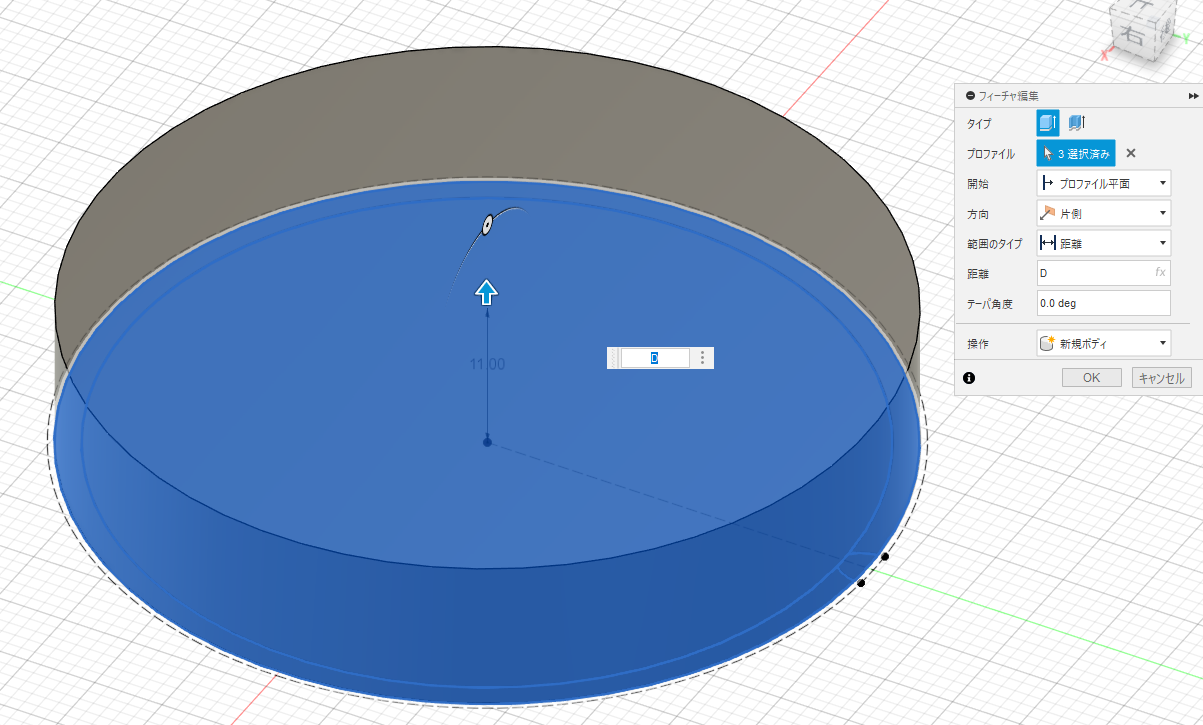 右
X
Y
フィーチャ編集
タイプ
プロファイル
3 選択済み
開始
プロファイル平面
方向
片側
範囲のタイプ
距離
距離
D
fx
テーパ角度
0.0 deg
操作
新規ボディ
OK
キャンセル
11.00
D